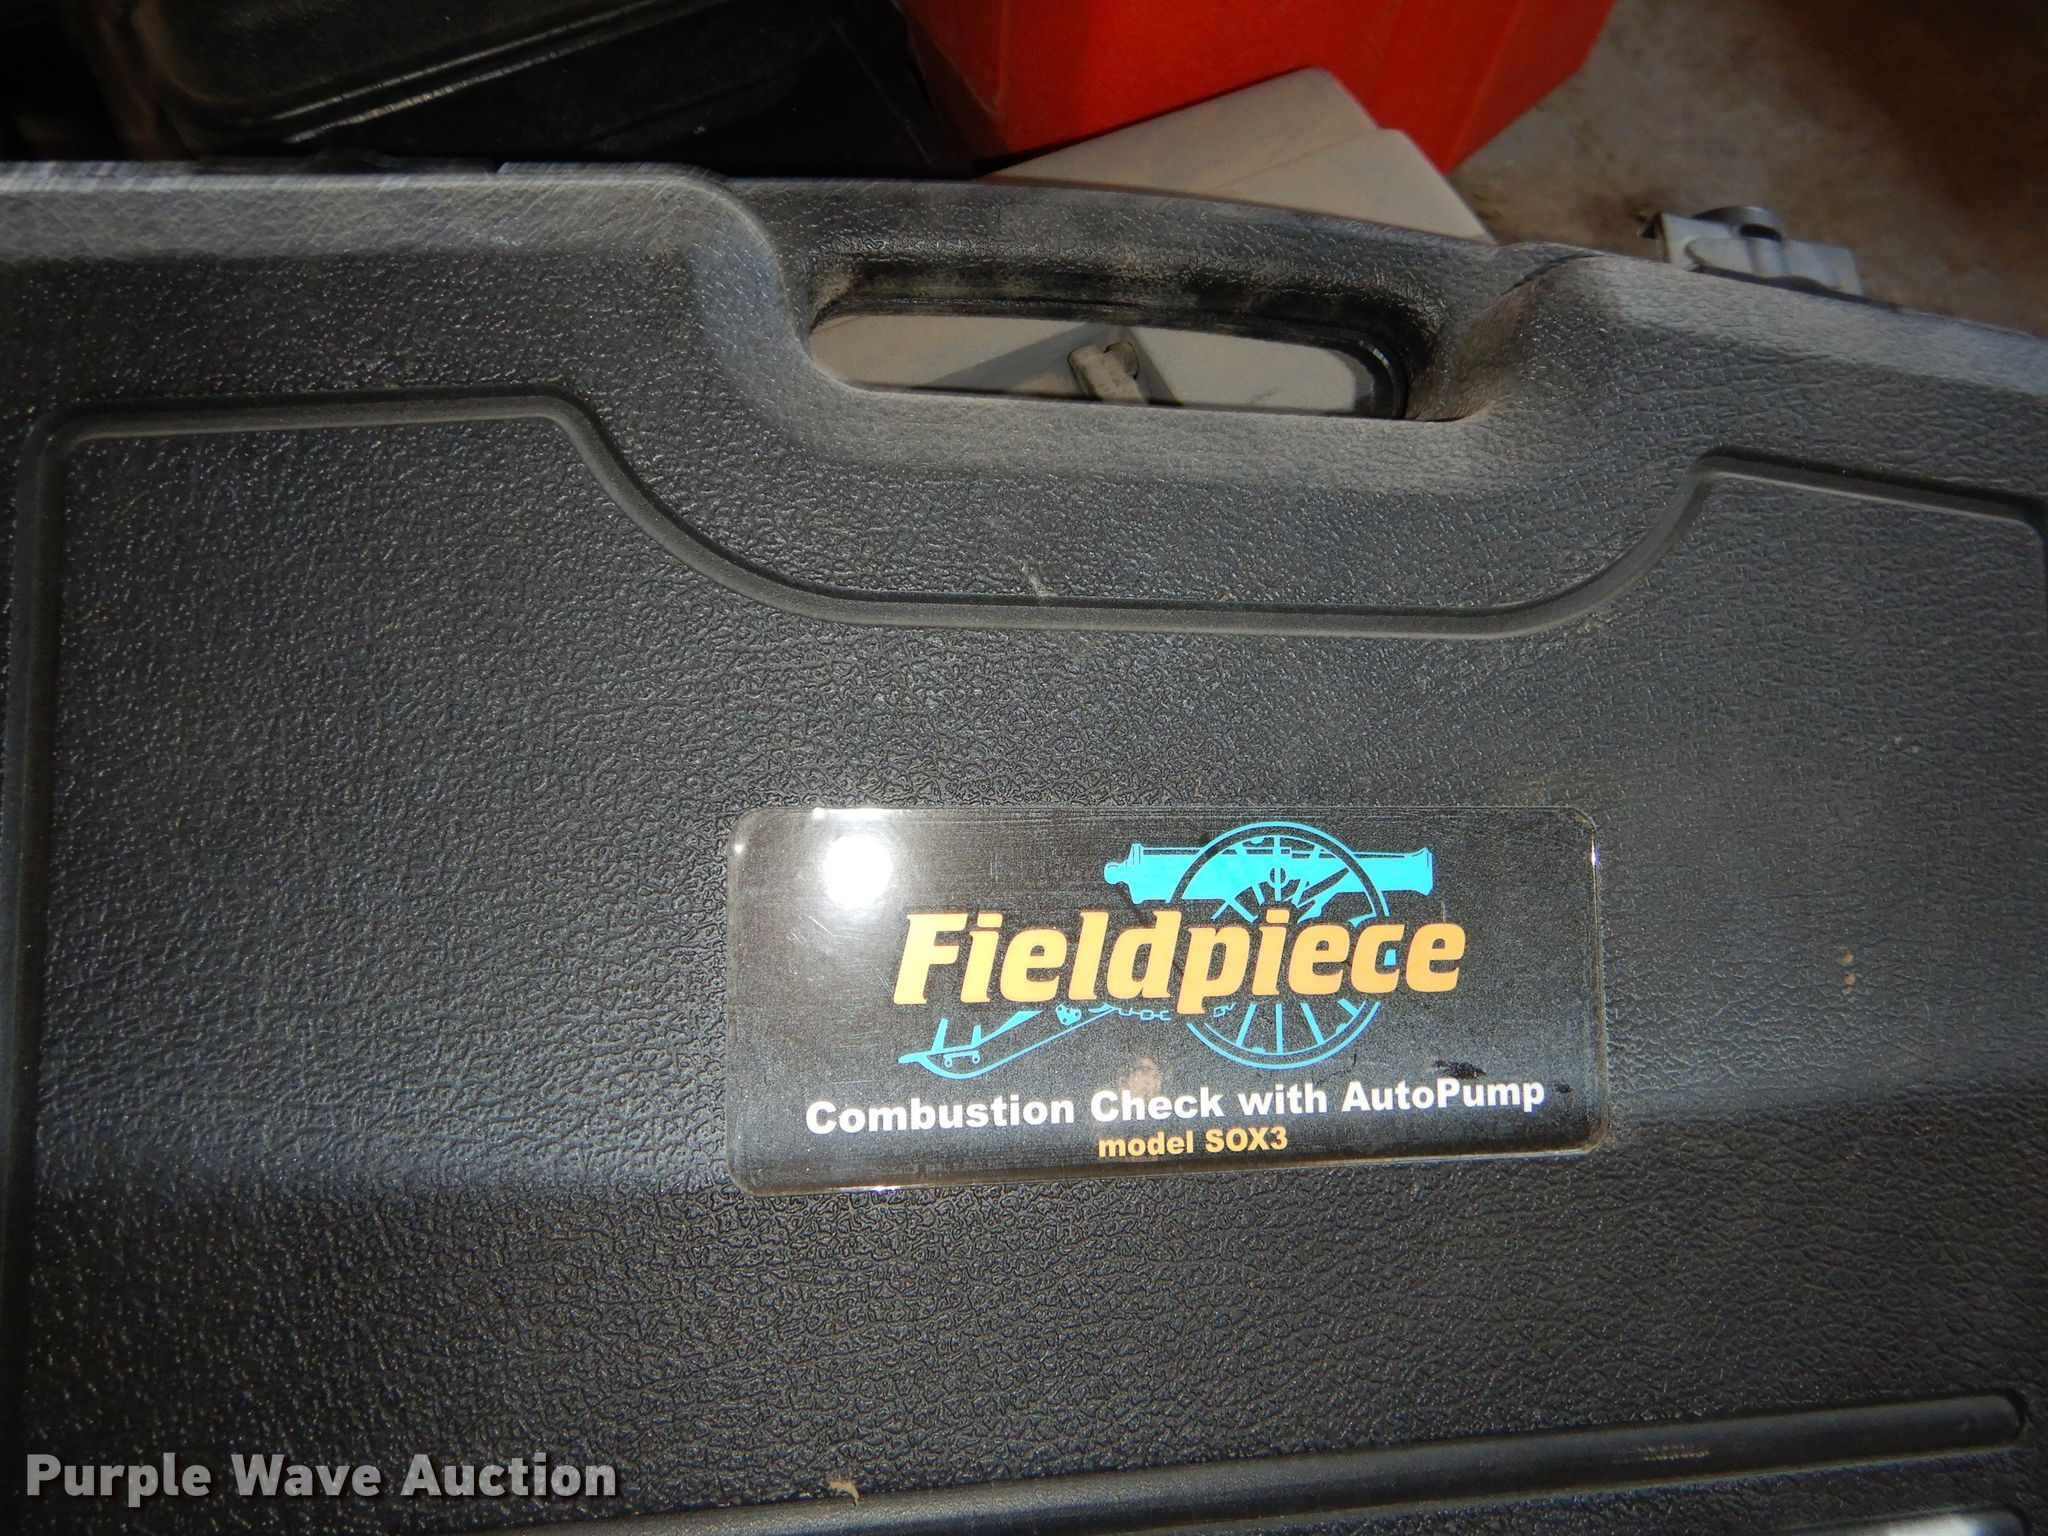 Fieldpiece
Combustion Check with AutoPump
model SOX3
Purple Wave Auction